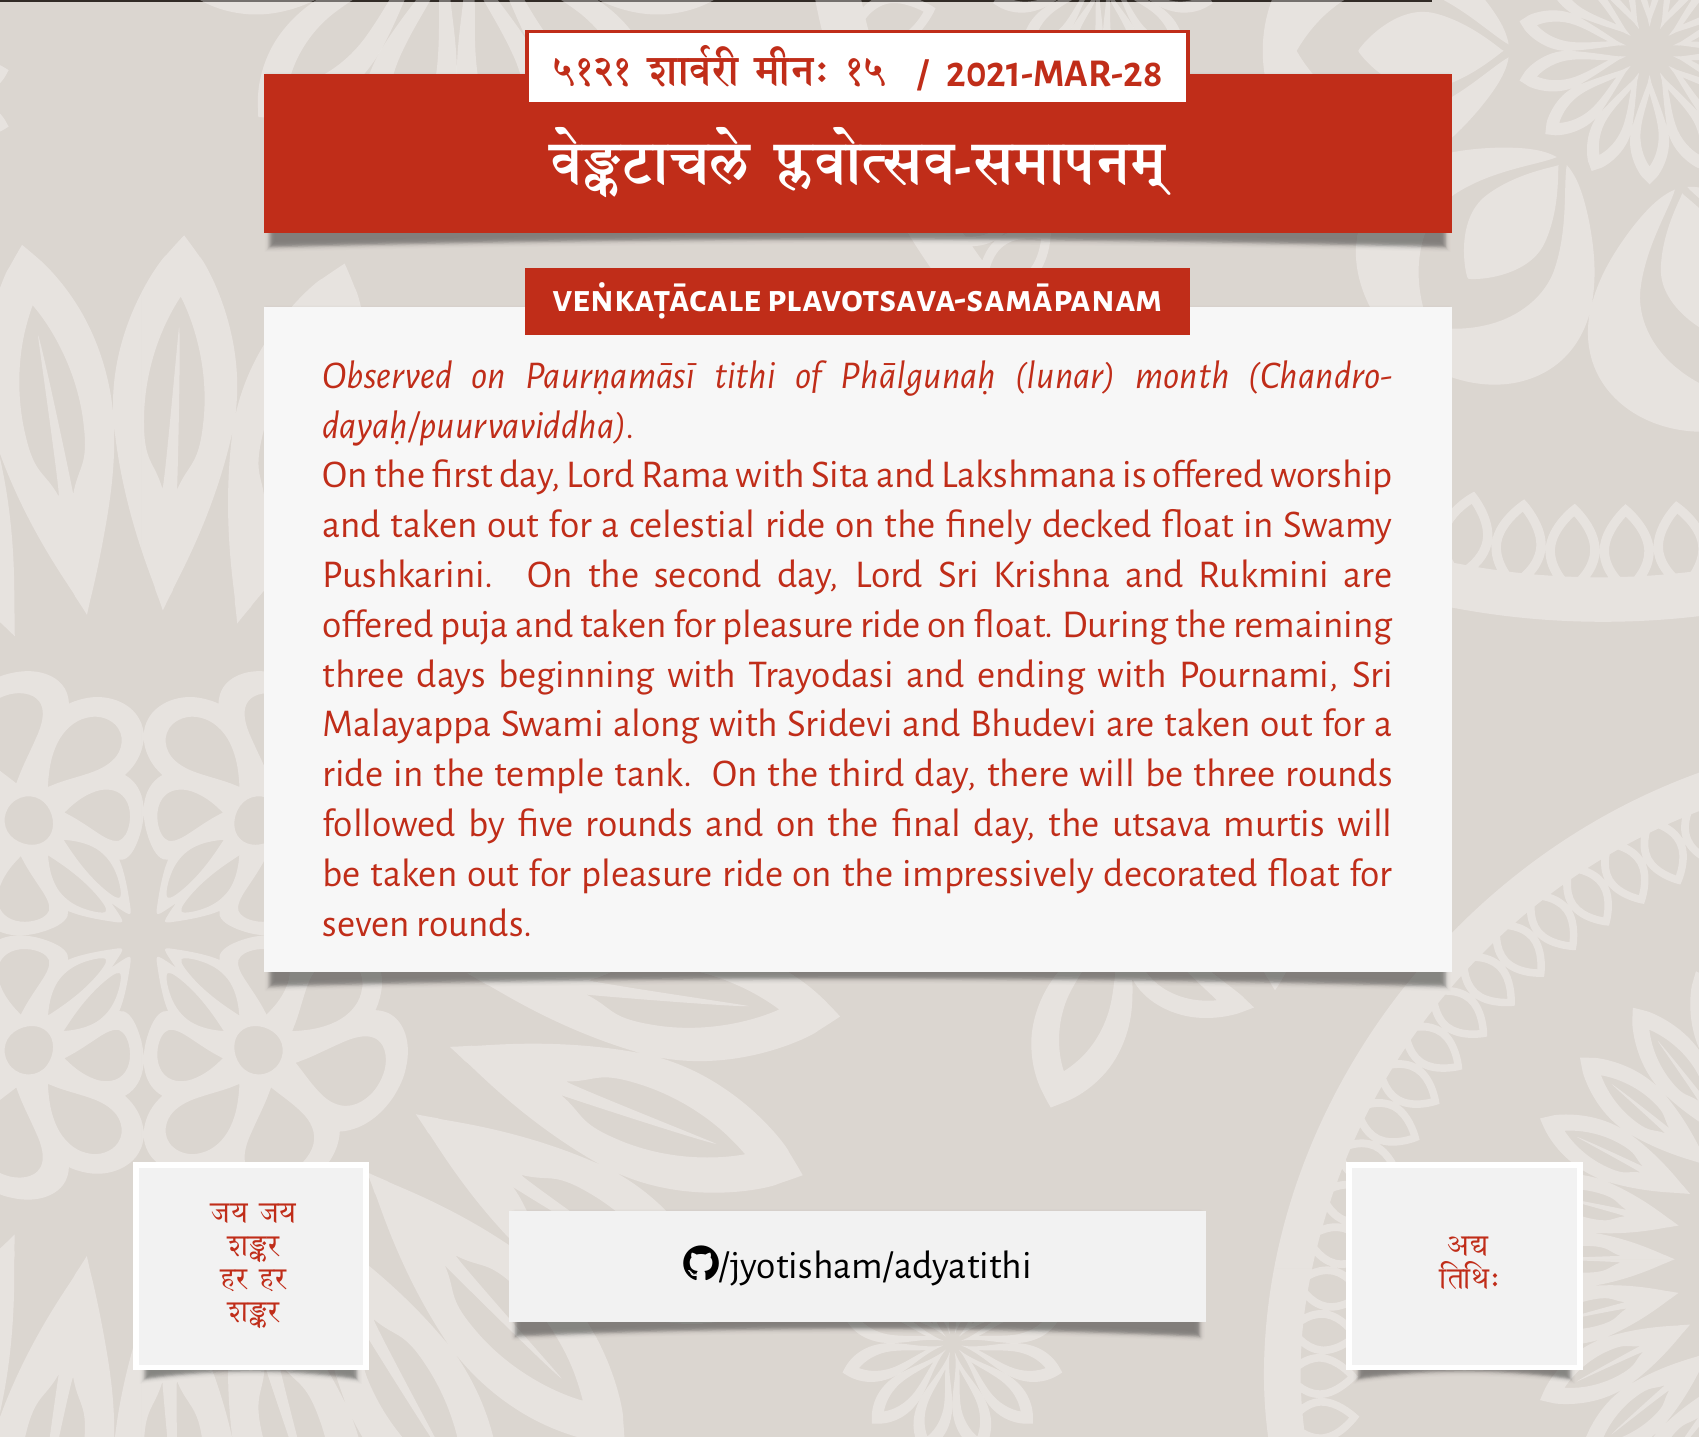 ५१२१ शार्वरी मीनः १५ / 2021-MAR-28
वेङ्कटाचले प्लवोत्सव-समापनम्
VEṄKAṬĀCALE PLAVOTSAVA-SAMĀPANAM
Observed on Paurṇamāsī tithi of Phālgunaḥ (lunar) month (Chandro-
dayaḥ/puurvaviddha).
On the first day, Lord Rama with Sita and Lakshmana is offered worship
and taken out for a celestial ride on the finely decked float in Swamy
Pushkarini. On the second day, Lord Sri Krishna and Rukmini are
offered puja and taken for pleasure ride on float. During the remaining
three days beginning with Trayodasi and ending with Pournami, Sri
Malayappa Swami along with Sridevi and Bhudevi are taken out for a
ride in the temple tank. On the third day, there will be three rounds
followed by five rounds and on the final day, the utsava murtis will
be taken out for pleasure ride on the impressively decorated float for
seven rounds.
जय जय
शङ्कर
हर हर
शङ्कर
/jyotisham/adyatithi
अद्य
तिथिः